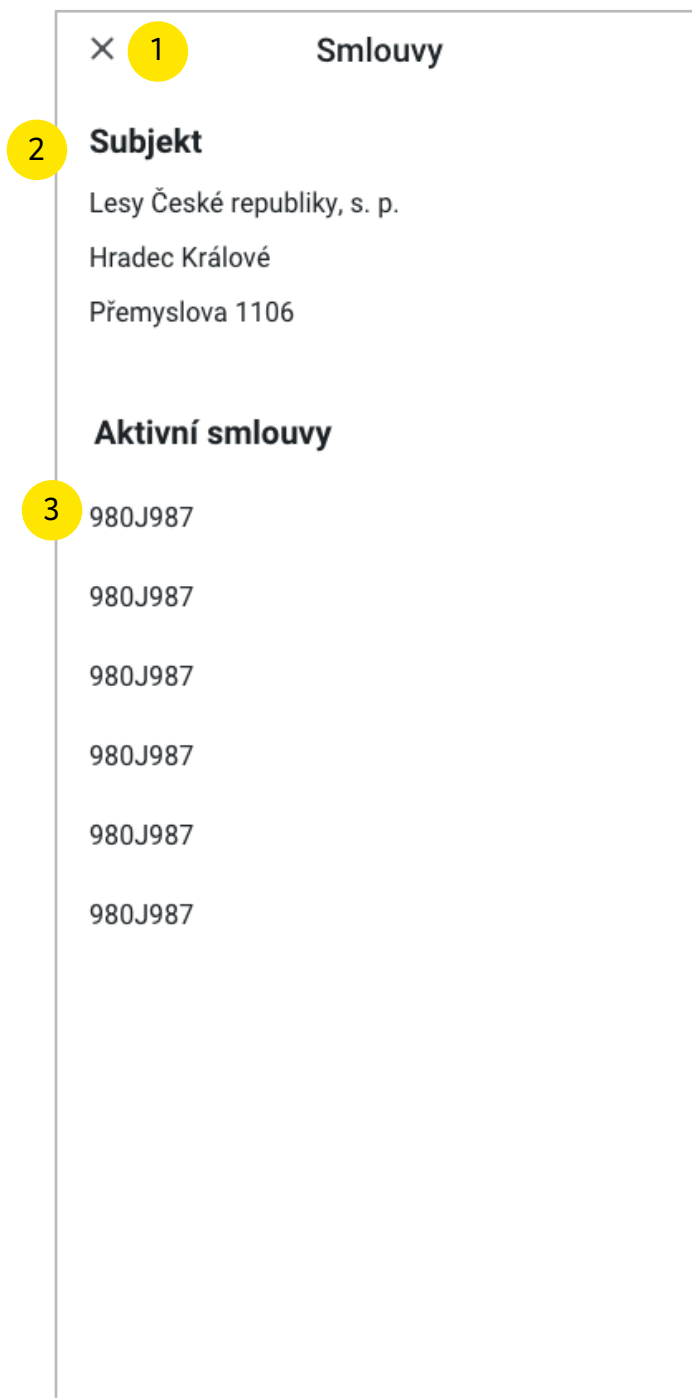 1 Smlouvy
2 Subjekt
Lesy České republiky, s. p.
Hradec Králové
Přemyslova 1106
Aktivní smlouvy
3 980J987
980J987
980J987
980J987
980J987
980J987